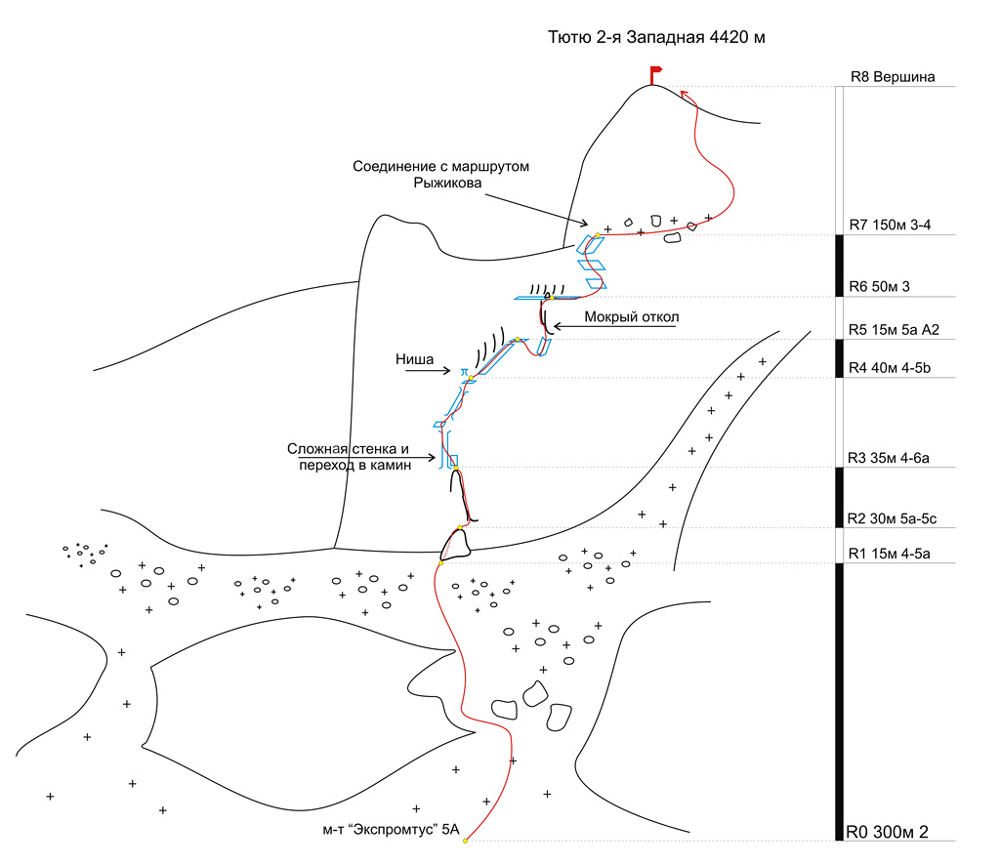 Тютю 2-я Западная 4420 м
R8 Вершина
Соединение с маршрутом
Рыжикова
R7 150м 3-4
R6 50м 3
Мокрый откол
R5 15м 5а А2
Ниша
R4 40м 4-5b
Сложная стенка и
переход в камин
R3 35м 4-6а
R2 30м 5а-5с
R1 15м 4-5а
м-т “Экспромтус” 5А
R0 300м 2